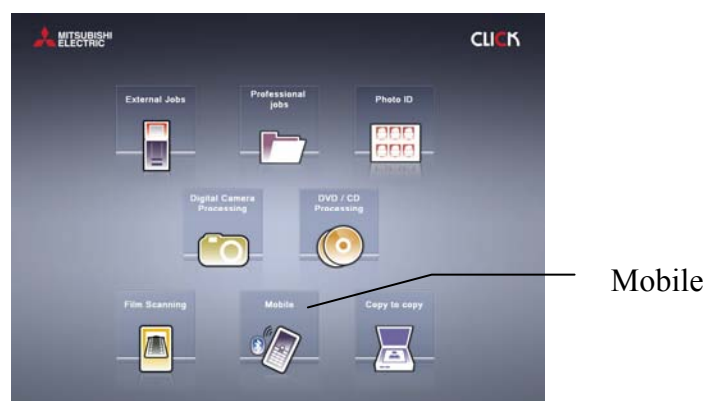 MITSUBISHI
ELECTRIC
CLICK
External Jobs
Professional
jobs
Photo ID
Digital Camera
Processing
DVD / CD
Processing
Film Scanning
Mobile
Copy to copy
Mobile